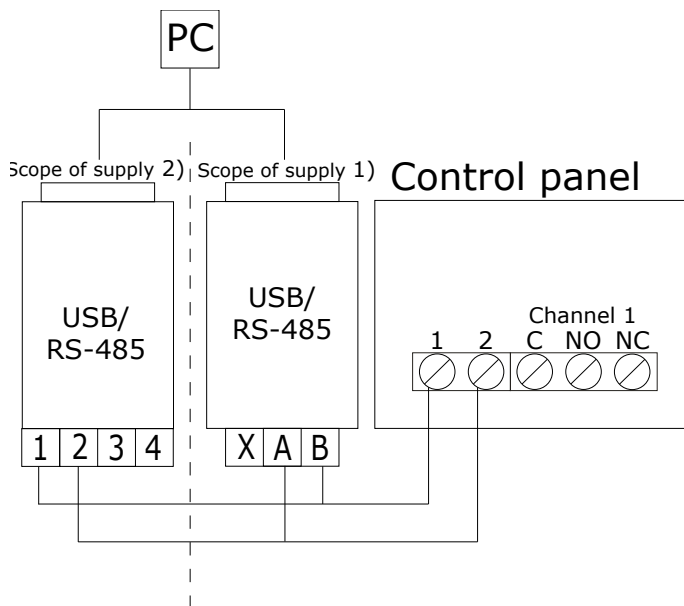 PC
Scope of supply 2)
Scope of supply 1)
Control panel
USB/
RS-485
USB/
RS-485
Channel 1
1 2 C NO NC
1 2 3 4
X A B